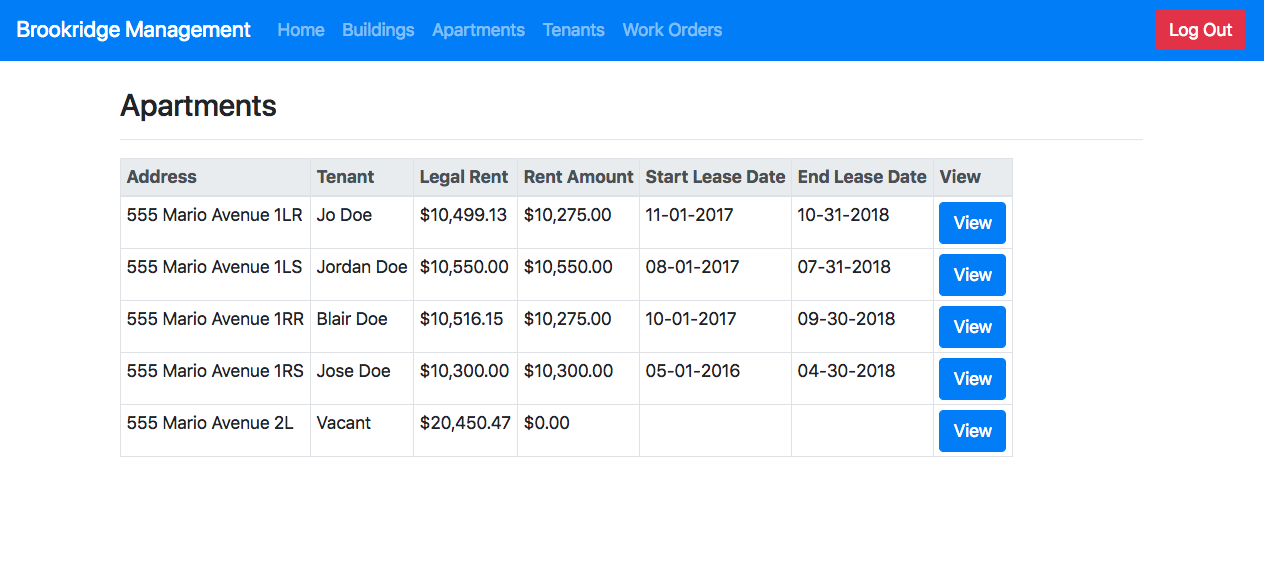 Brookridge Management Home Buildings Apartments Tenants Work Orders Log Out
Apartments
Address Tenant Legal Rent Rent Amount Start Lease Date End Lease Date View
555 Mario Avenue 1LR Jo Doe $10,499.13 $10,275.00 11-01-2017 10-31-2018 View
555 Mario Avenue 1LS Jordan Doe $10,550.00 $10,550.00 08-01-2017 07-31-2018 View
555 Mario Avenue 1RR Blair Doe $10,516.15 $10,275.00 10-01-2017 09-30-2018 View
555 Mario Avenue 1RS Jose Doe $10,300.00 $10,300.00 05-01-2016 04-30-2018 View
555 Mario Avenue 2L Vacant $20,450.47 $0.00 View